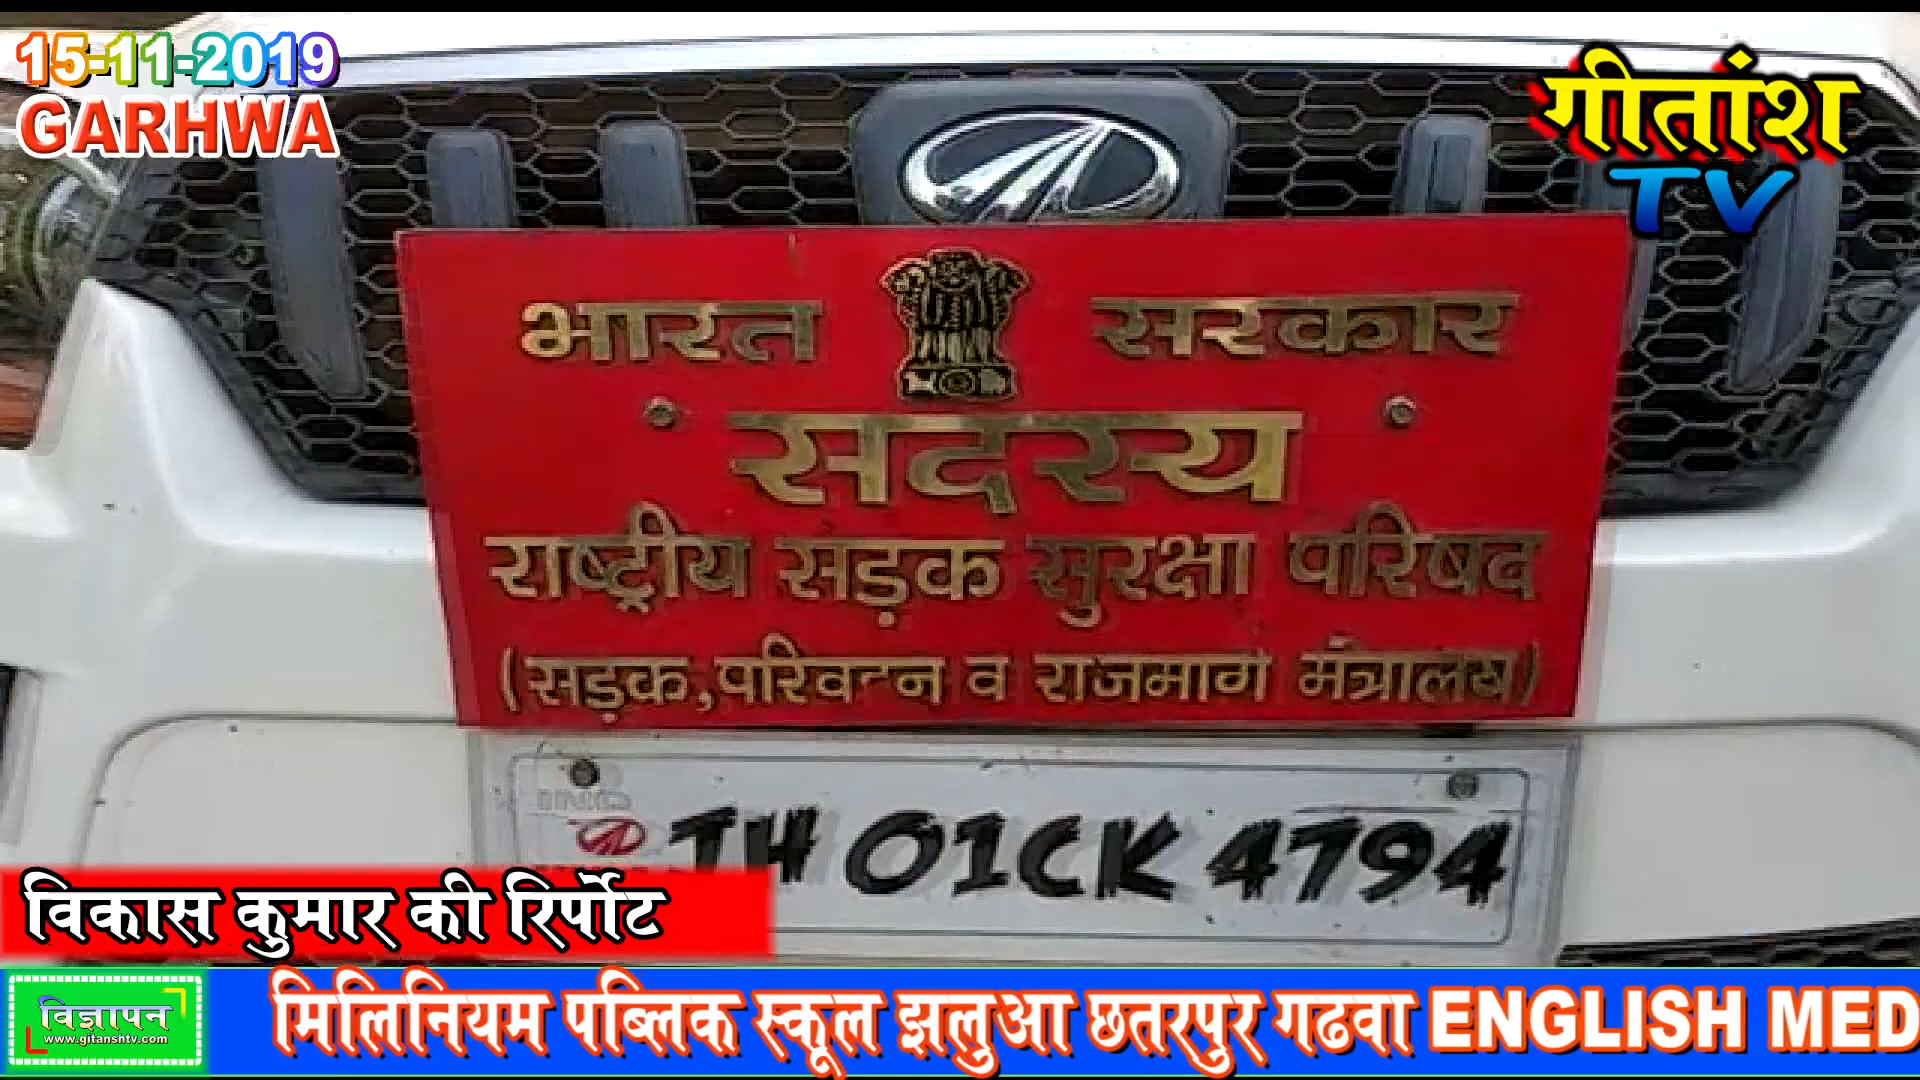 15-11-2019
GARHWA
गीतांश
TV
भारत सरकार
सदस्य
राष्ट्रीय सड़क सुरक्षा परिषद
(सड़क,परिवहन व राजमार्ग मंत्रालय)
IND
JH 01CK 4794
विकास कुमार की रिर्पोट
विज्ञापन
www.gitanshtv.com
मिलिनियम पब्लिक स्कूल झलुआ छतरपुर गढवा ENGLISH MED